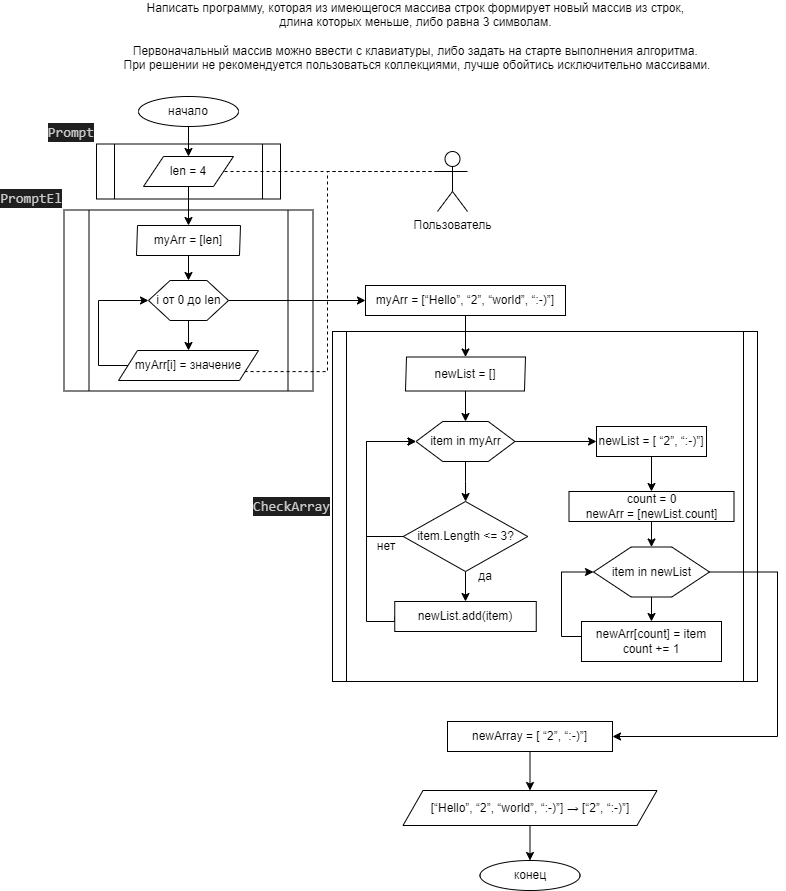 Написать программу, которая из имеющегося массива строк формирует новый массив из строк,
длина которых меньше, либо равна 3 символам.
Первоначальный массив можно ввести с клавиатуры, либо задать на старте выполнения алгоритма.
При решении не рекомендуется пользоваться коллекциями, лучше обойтись исключительно массивами.
начало
Prompt
len = 4
PromptEl
Пользователь
myArr = [len]
i от 0 до len
myArr = [“Hello”, “2”, “world”, “:-)”]
myArr[i] = значение
newList = []
item in myArr
newList = [ “2”, “:-)”]
CheckArray
count = 0
newArr = [newList.count]
item.Length <= 3?
нет
да
item in newList
newList.add(item)
newArr[count] = item
count += 1
newArray = [ “2”, “:-)”]
[“Hello”, “2”, “world”, “:-)”] → [“2”, “:-)”]
конец